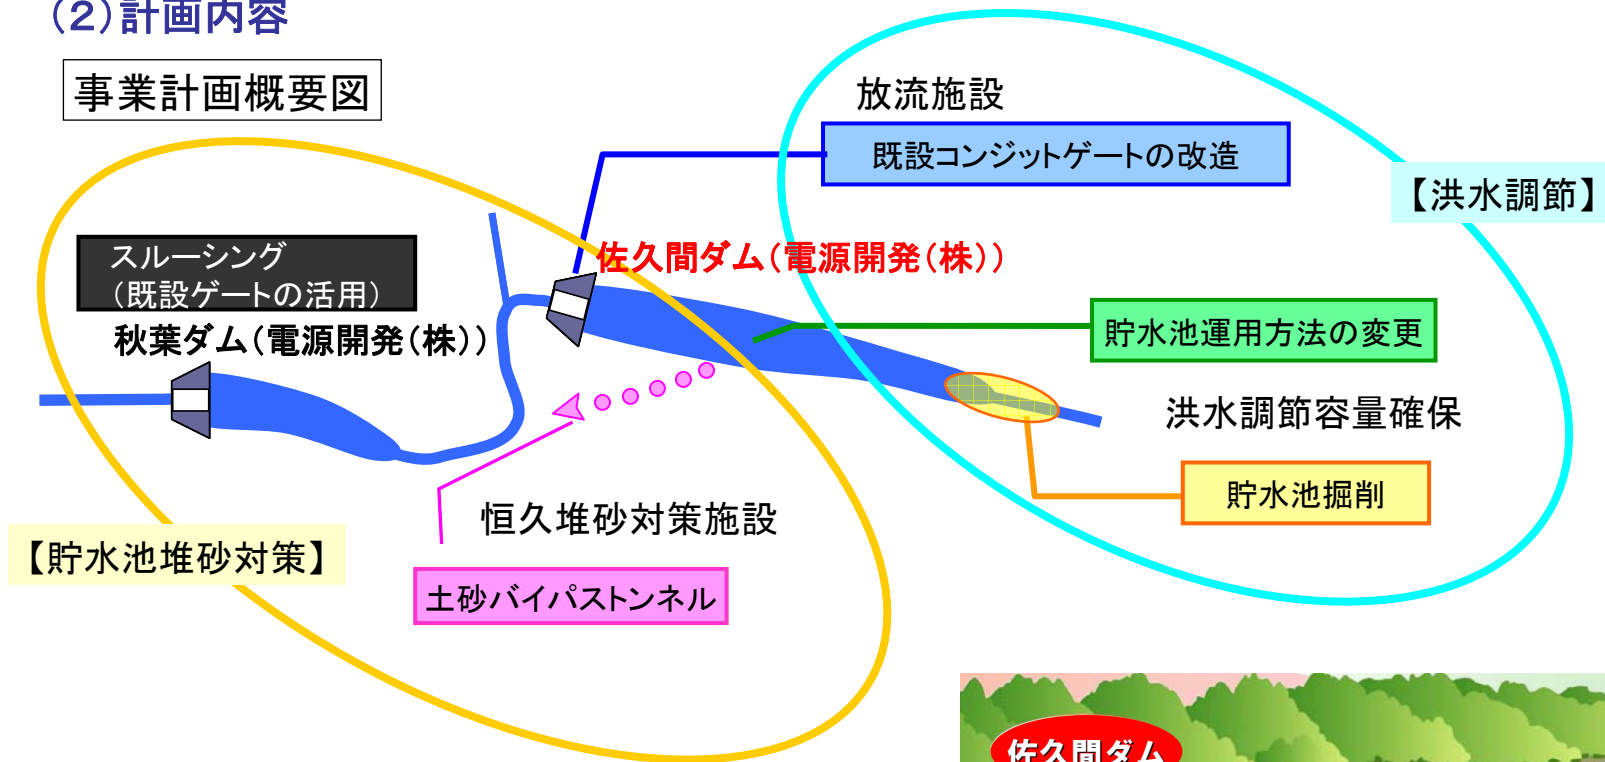 (2)計画内容
事業計画概要図
放流施設
既設コンジットゲートの改造
【洪水調節】
スルーシング
(既設ゲートの活用)
佐久間ダム(電源開発(株))
秋葉ダム(電源開発(株))
貯水池運用方法の変更
洪水調節容量確保
貯水池掘削
恒久堆砂対策施設
【貯水池堆砂対策】
土砂バイパストンネル
佐久間ダム